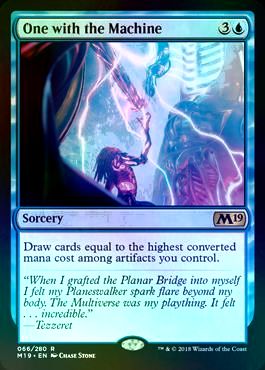 One with the Machine 3
Sorcery M19
Draw cards equal to the highest converted
mana cost among artifacts you control.
“When I grafted the Planar Bridge into myself
I felt my Planeswalker spark flare beyond my
body. The Multiverse was my plaything. It felt
. . . incredible.”
—Tezzeret
066/280 R
M19 • EN CHASE STONE
™ & © 2018 Wizards of the Coast